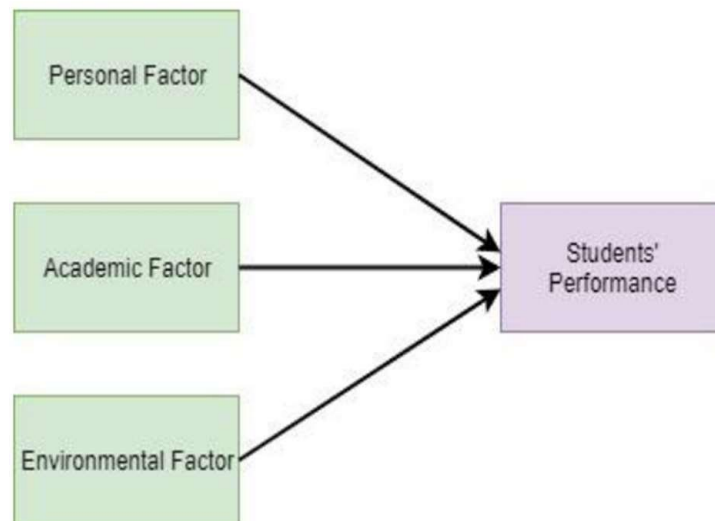 Personal Factor
Academic Factor
Students'
Performance
Environmental Factor